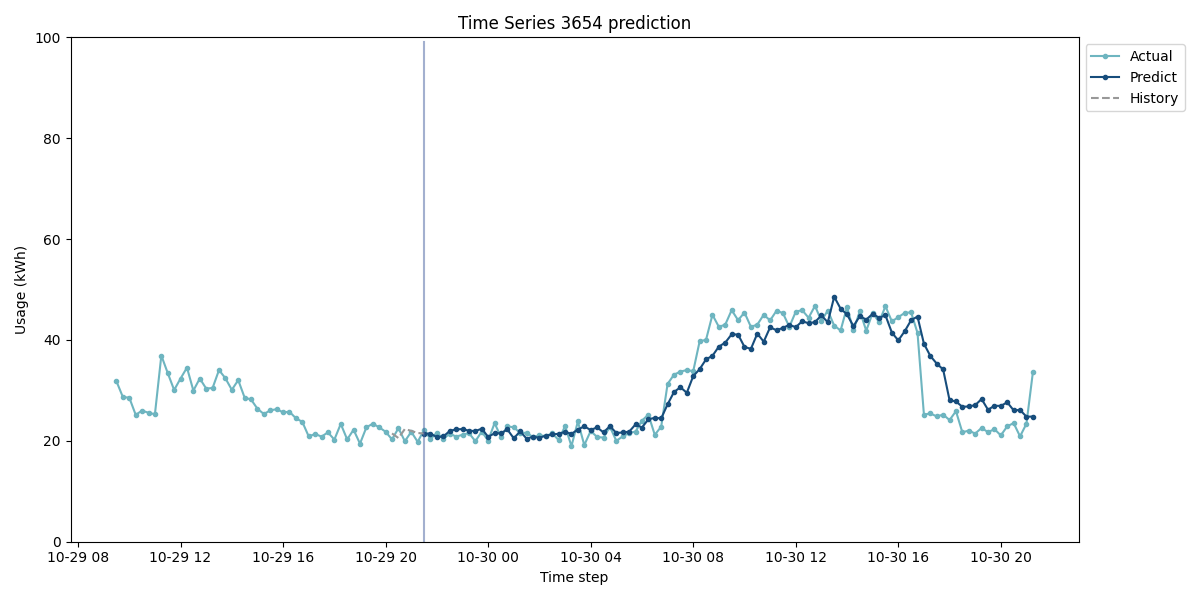 Time Series 3654 prediction
100
80
60
40
20
0
Usage (kWh)
10-29 08 10-29 12 10-29 16 10-29 20 10-30 00 10-30 04 10-30 08 10-30 12 10-30 16 10-30 20
Time step
Actual
Predict
History